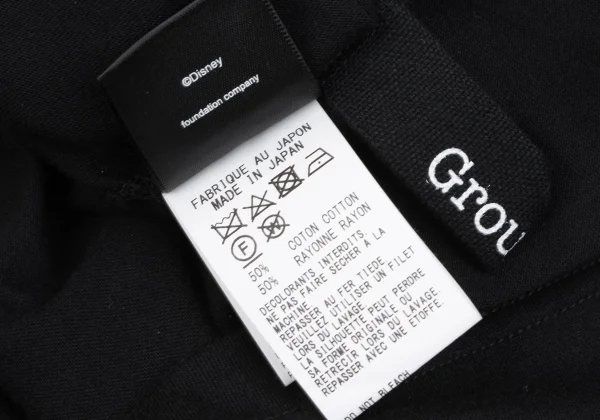 ©Disney
foundation company
Grou
FABRIQUE AU JAPON
MADE IN JAPAN
F
50% COTON COTTON
50% RAYONNE RAYON
DECOLORANTS INTERDITS.
NE PAS FAIRE SÉCHER À LA
MACHINE.
REPASSER AU FER TIEDE
VEUILLEZ UTILISER UN FILET
LORS DU LAVAGE
LA SILHOUETTE PEUT PERDRE
SA FORME ORIGINALE OU
RETRECIR LORS DU LAVAGE
REPASSER AVEC UNE ETOFFE.
DO NOT BLEACH